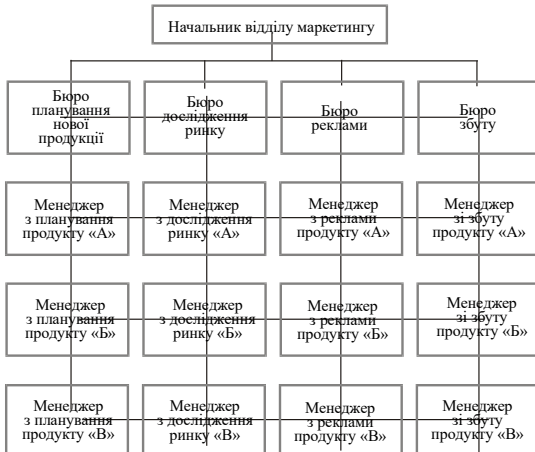 Начальник відділу маркетингу
Бюро
планування
нової
продукції
Бюро
дослідження
ринку
Бюро
реклами
Бюро
збуту
Менеджер
з планування
продукту «А»
Менеджер
з дослідження
ринку «А»
Менеджер
з реклами
продукту «А»
Менеджер
зі збуту
продукту «А»
Менеджер
з планування
продукту «Б»
Менеджер
з дослідження
ринку «Б»
Менеджер
з реклами
продукту «Б»
Менеджер
зі збуту
продукту «Б»
Менеджер
з планування
продукту «В»
Менеджер
з дослідження
ринку «В»
Менеджер
з реклами
продукту «В»
Менеджер
зі збуту
продукту «В»